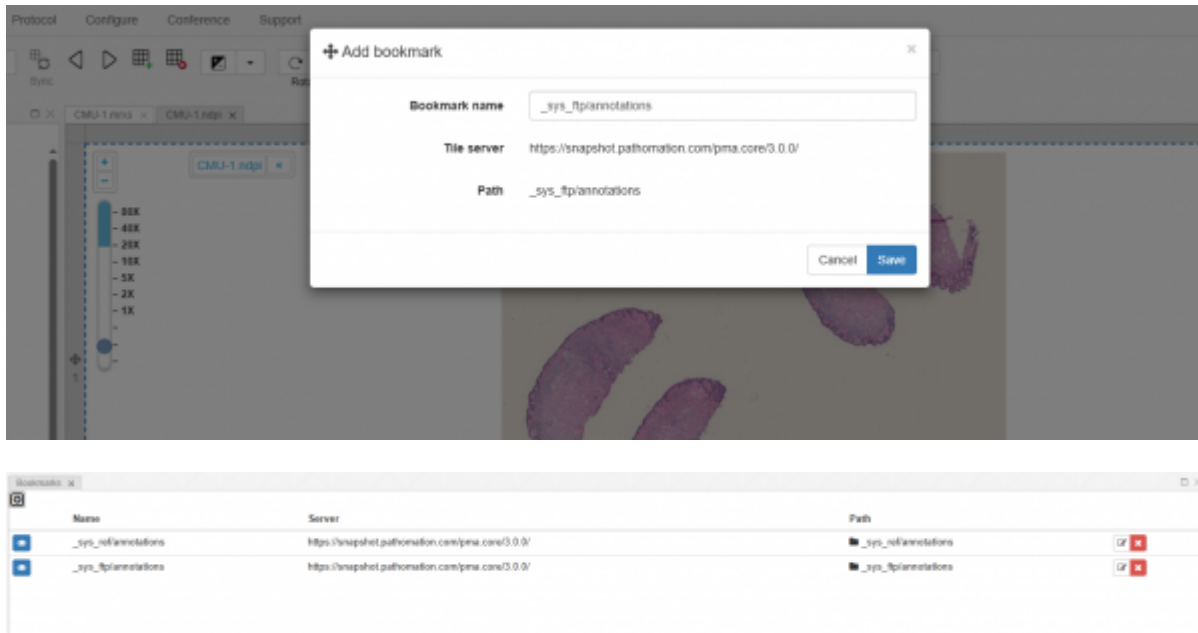 Protocol Configure Conference Support
Add bookmark ×
Sync
Bookmark name _sys_ftp/annotations
CMU-1.mrxs × CMU-1.ndpi ×
Tile server https://snapshot.pathomation.com/pma.core/3.0.0/
+
CMU-1.ndpi «
−
Path _sys_ftp/annotations
80X
40X
20X
10X
5X
2X
1X
Cancel Save
1
Bookmarks ×
Name Server Path
_sys_ref/annotations https://snapshot.pathomation.com/pma.core/3.0.0/ _sys_ref/annotations
_sys_ftp/annotations https://snapshot.pathomation.com/pma.core/3.0.0/ _sys_ftp/annotations